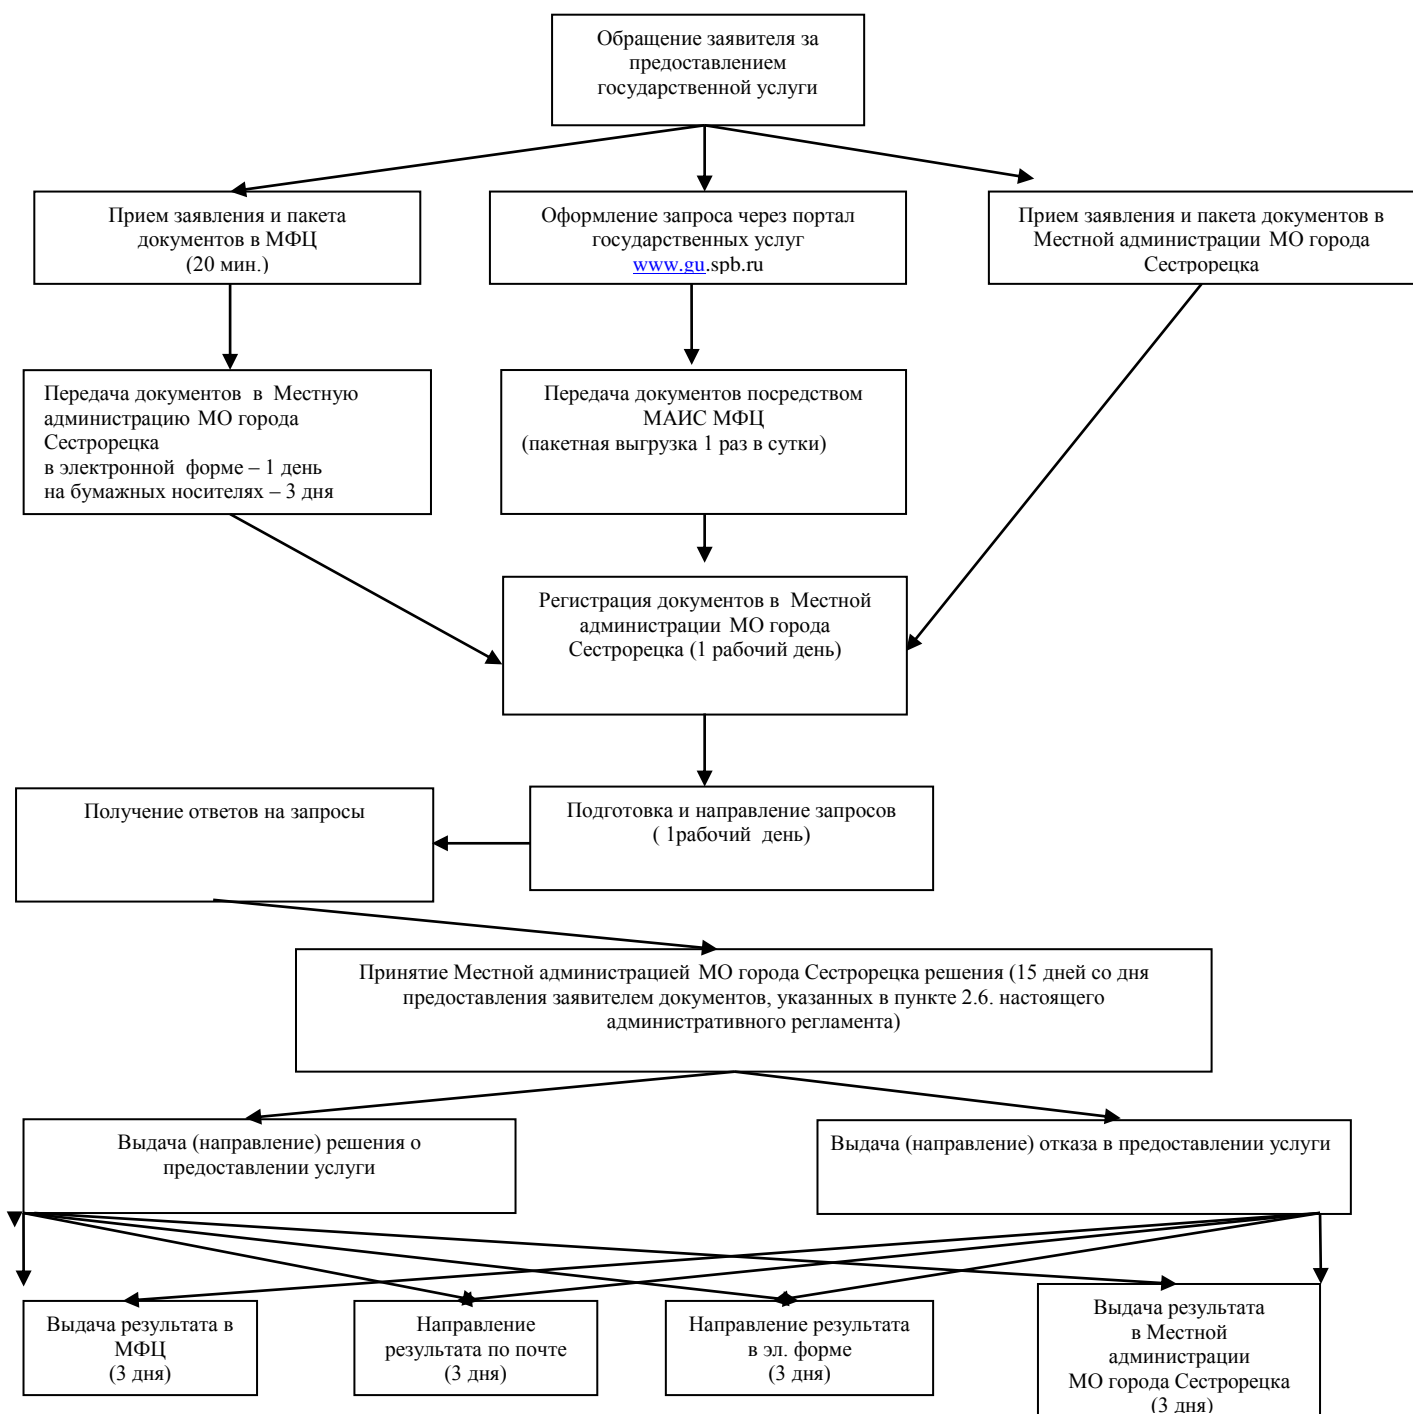 Обращение заявителя за
предоставлением
государственной услуги
Прием заявления и пакета
документов в МФЦ
(20 мин.)
Оформление запроса через портал
государственных услуг
www.gu.spb.ru
Прием заявления и пакета документов в
Местной администрации МО города
Сестрорецка
Передача документов в Местную
администрацию МО города
Сестрорецка
в электронной форме – 1 день
на бумажных носителях – 3 дня
Передача документов посредством
МАИС МФЦ
(пакетная выгрузка 1 раз в сутки)
Регистрация документов в Местной
администрации МО города
Сестрорецка (1 рабочий день)
Получение ответов на запросы
Подготовка и направление запросов
( 1рабочий день)
Принятие Местной администрацией МО города Сестрорецка решения (15 дней со дня
предоставления заявителем документов, указанных в пункте 2.6. настоящего
административного регламента)
Выдача (направление) решения о
предоставлении услуги
Выдача (направление) отказа в предоставлении услуги
Выдача результата в
МФЦ
(3 дня)
Направление
результата по почте
(3 дня)
Направление результата
в эл. форме
(3 дня)
Выдача результата
в Местной
администрации
МО города Сестрорецка
(3 дня)